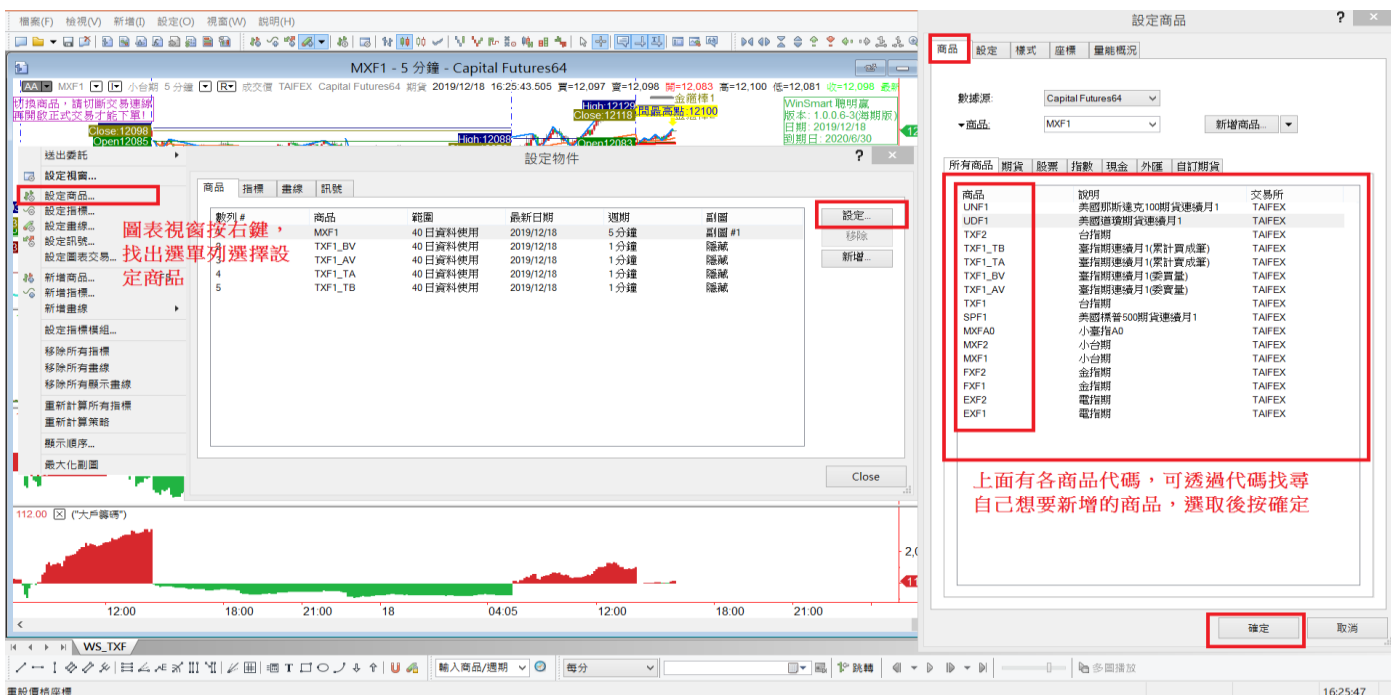 檔案(F) 檢視(V) 新增(I) 設定(O) 視窗(W) 說明(H)
MXF1 - 5 分鐘 - Capital Futures64
AA MXF1 小台期 5 分鐘 R 成交價 TAIFEX Capital Futures64 期貨 2019/12/18 16:25:43.505 買=12,097 賣=12,098 開=12,083 高=12,100 低=12,081 收=12,098
切換商品,請切斷交易連線
再開啟正式交易才能下單!!
Close:12098
Open12085
High:12088
High:12129
Close:12118
Open12083
金籠棒1
間最高點:12100
WinSmart 聰明贏
版本: 1.0.0.6-3(海期版)
日期: 2019/12/18
到期日: 2020/6/30
送出委託
設定視窗...
設定商品...
設定指標...
設定畫線...
設定訊號...
設定圖表交易...
新增商品...
新增指標...
新增畫線
設定指標模組...
移除所有指標
移除所有畫線
移除所有顯示畫線
重新計算所有指標
重新計算策略
顯示順序...
最大化副圖
圖表視窗按右鍵,
找出選單列選擇設
定商品
設定物件 ?
商品 指標 畫線 訊號
數列 # 商品 範圍 最新日期 週期 副圖
MXF1 40 日資料使用 2019/12/18 5 分鐘 副圖 #1
TXF1_BV 40 日資料使用 2019/12/18 1 分鐘 隱藏
TXF1_AV 40 日資料使用 2019/12/18 1 分鐘 隱藏
4 TXF1_TA 40 日資料使用 2019/12/18 1 分鐘 隱藏
5 TXF1_TB 40 日資料使用 2019/12/18 1 分鐘 隱藏
設定...
移除
新增...
Close
112.00 ("大戶籌碼")
2,0
12:00 18:00 21:00 18 04:05 12:00 18:00 21:00
WS_TXF
輸入商品/週期 每分 跳轉 多圖播放
重設價格座標 16:25:47
設定商品 ?
商品 設定 樣式 座標 量能概況
數據源: Capital Futures64
商品: MXF1 新增商品...
所有商品 期貨 股票 指數 現金 外匯 自訂期貨
商品 說明 交易所
UNF1 美國那斯達克100期貨連續月1 TAIFEX
UDF1 美國道瓊期貨連續月1 TAIFEX
TXF2 台指期 TAIFEX
TXF1_TB 臺指期連續月1(累計買成筆) TAIFEX
TXF1_TA 臺指期連續月1(累計賣成筆) TAIFEX
TXF1_BV 臺指期連續月1(委買量) TAIFEX
TXF1_AV 臺指期連續月1(委賣量) TAIFEX
TXF1 台指期 TAIFEX
SPF1 美國標普500期貨連續月1 TAIFEX
MXFA0 小臺指A0 TAIFEX
MXF2 小台期 TAIFEX
MXF1 小台期 TAIFEX
FXF2 金指期 TAIFEX
FXF1 金指期 TAIFEX
EXF2 電指期 TAIFEX
EXF1 電指期 TAIFEX
上面有各商品代碼,可透過代碼找尋
自己想要新增的商品,選取後按確定
確定 取消